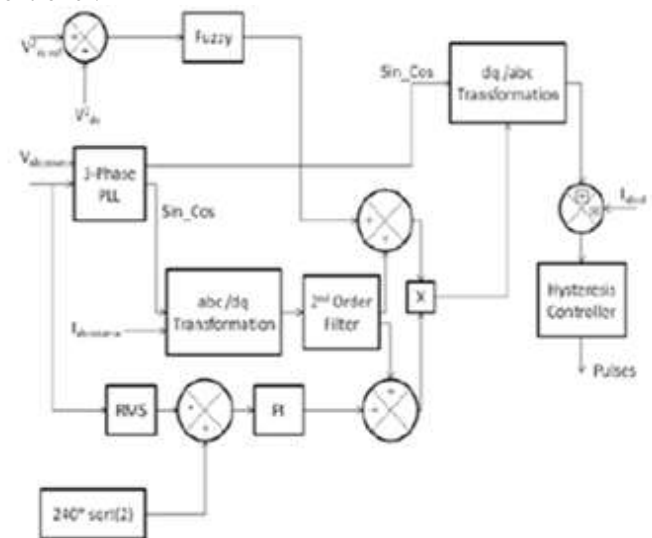 Fuzzy
V²dc
Sin_Cos
dq/abc
Transformation
3-Phase
PLL
Sin_Cos
abc/dq
Transformation
2nd Order
Filter
X
Hysteresis
Controller
Pulses
RMS
PI
240* sqrt(2)